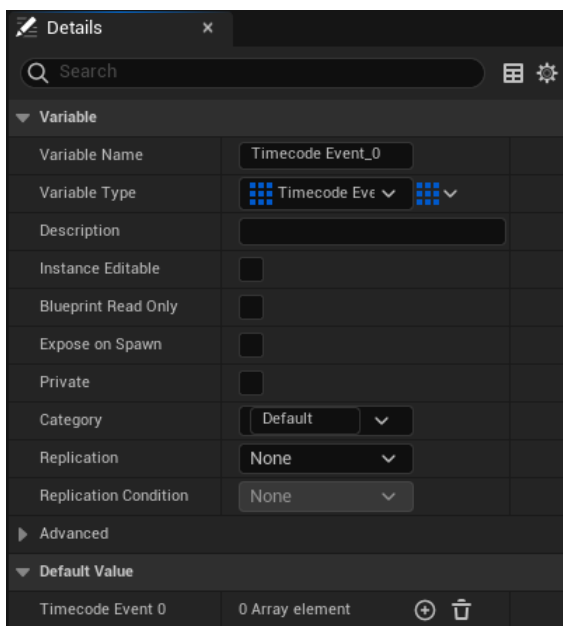 Details
Search
Variable
Variable Name Timecode Event_0
Variable Type Timecode Eve
Description
Instance Editable
Blueprint Read Only
Expose on Spawn
Private
Category Default
Replication None
Replication Condition None
Advanced
Default Value
Timecode Event 0 0 Array element